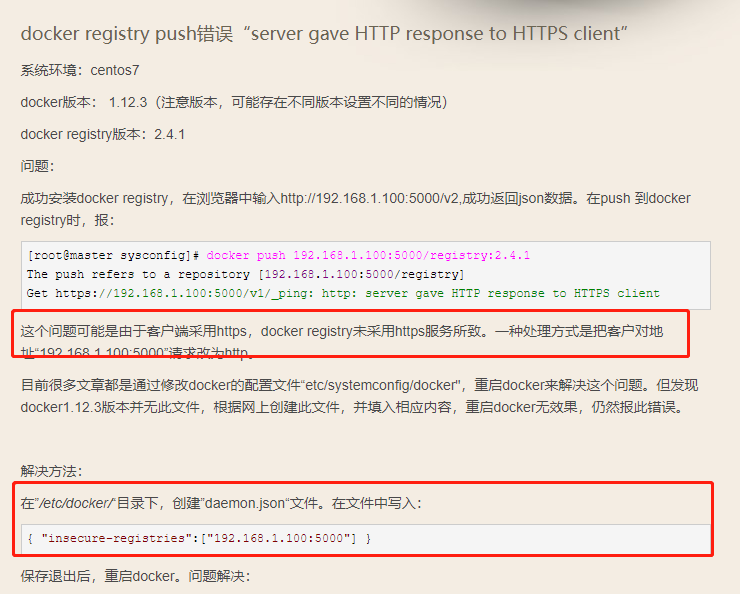 docker registry push错误“server gave HTTP response to HTTPS client”
系统环境：centos7
docker版本： 1.12.3（注意版本，可能存在不同版本设置不同的情况）
docker registry版本：2.4.1
问题：
成功安装docker registry，在浏览器中输入http://192.168.1.100:5000/v2,成功返回json数据。在push 到docker
registry时，报：
[root@master sysconfig]# docker push 192.168.1.100:5000/registry:2.4.1
The push refers to a repository [192.168.1.100:5000/registry]
Get https://192.168.1.100:5000/v1/_ping: http: server gave HTTP response to HTTPS client
这个问题可能是由于客户端采用https，docker registry未采用https服务所致。一种处理方式是把客户对地
址“192.168.1.100:5000”请求改为http。
目前很多文章都是通过修改docker的配置文件“etc/systemconfig/docker”，重启docker来解决这个问题。但发现
docker1.12.3版本并无此文件，根据网上创建此文件，并填入相应内容，重启docker无效果，仍然报此错误。
解决方法：
在”/etc/docker/“目录下，创建”daemon.json“文件。在文件中写入：
{ "insecure-registries":["192.168.1.100:5000"] }
保存退出后，重启docker。问题解决：